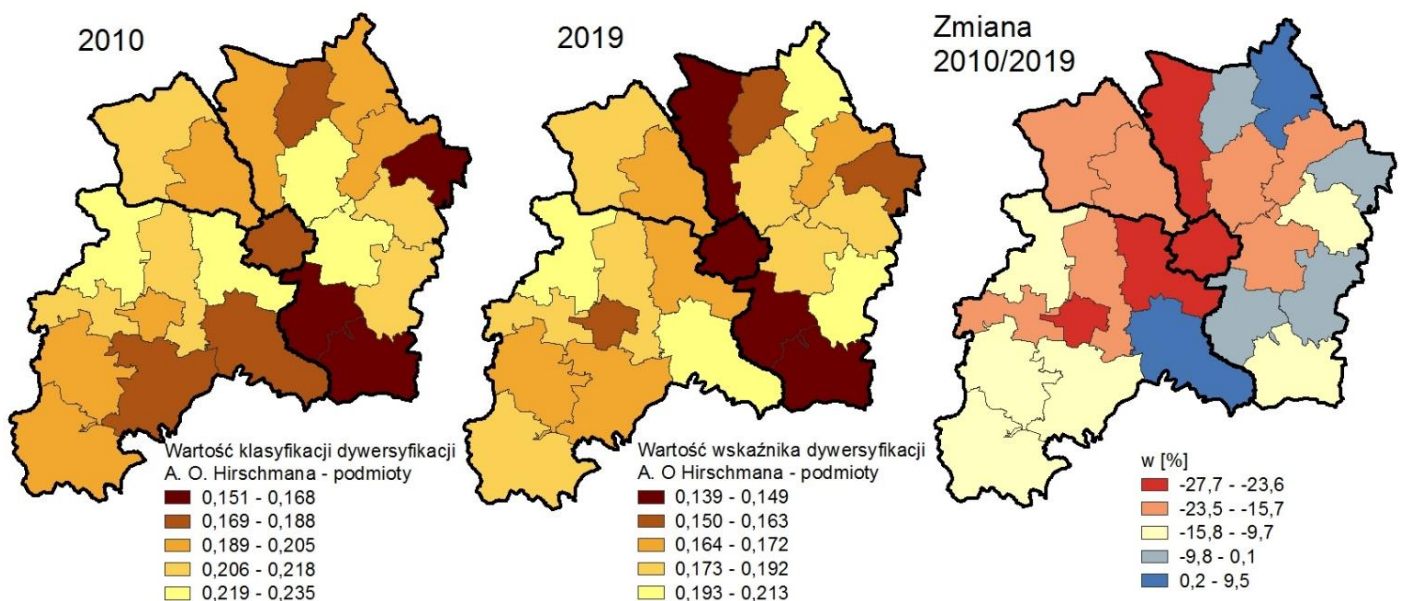 2010
2019
Zmiana
2010/2019
Wartość klasyfikacji dywersyfikacji
A. O. Hirschmana - podmioty
0,151 - 0,168
0,169 - 0,188
0,189 - 0,205
0,206 - 0,218
0,219 - 0,235
Wartość wskaźnika dywersyfikacji
A. O Hirschmana - podmioty
0,139 - 0,149
0,150 - 0,163
0,164 - 0,172
0,173 - 0,192
0,193 - 0,213
w [%]
-27,7 - -23,6
-23,5 - -15,7
-15,8 - -9,7
-9,8 - 0,1
0,2 - 9,5